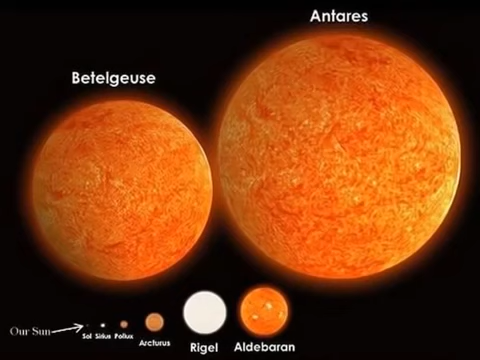 Antares
Betelgeuse
Our Sun
Sol Sirius Pollux
Arcturus
Rigel
Aldebaran